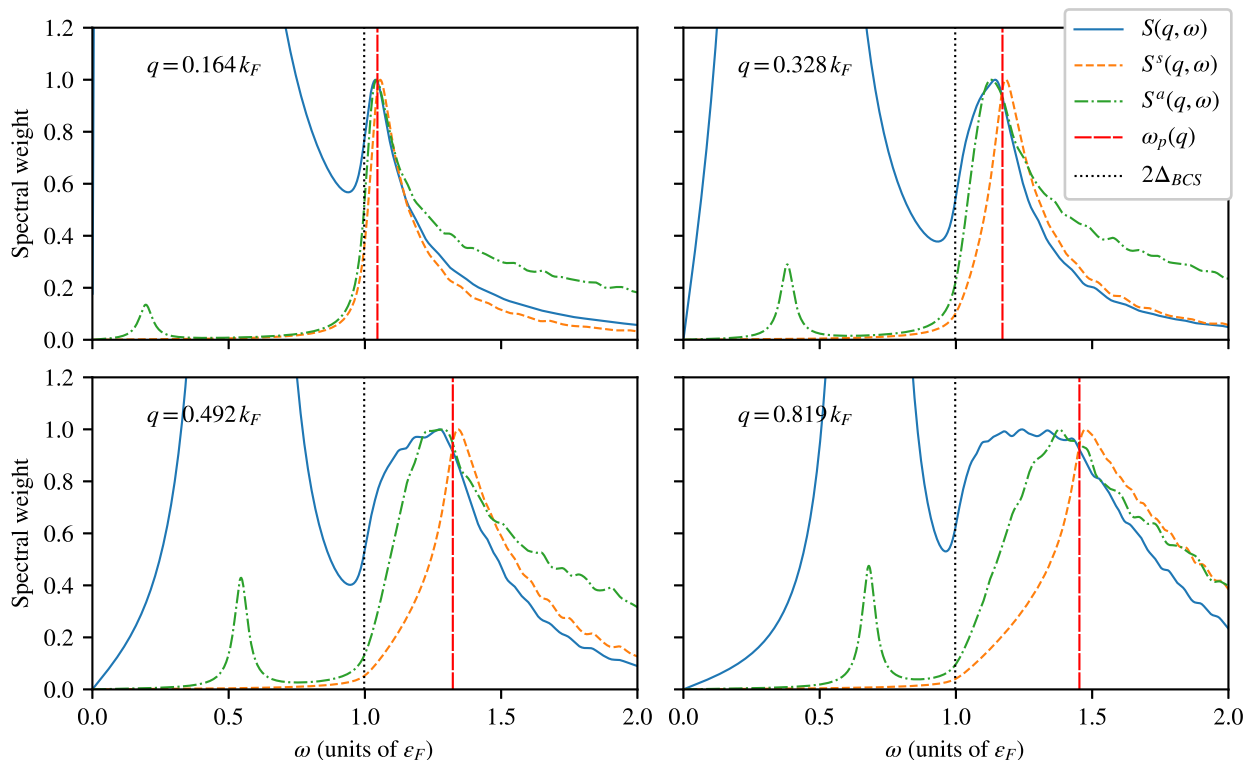 1.2
1.0
0.8
0.6
0.4
0.2
0.0
Spectral weight
q = 0.164 k_F
q = 0.328 k_F
S(q, ω)
S^s(q, ω)
S^a(q, ω)
ω_p(q)
2Δ_BCS
1.2
1.0
0.8
0.6
0.4
0.2
0.0
Spectral weight
q = 0.492 k_F
q = 0.819 k_F
0.0 0.5 1.0 1.5 2.0
0.0 0.5 1.0 1.5 2.0
ω (units of ε_F)
ω (units of ε_F)